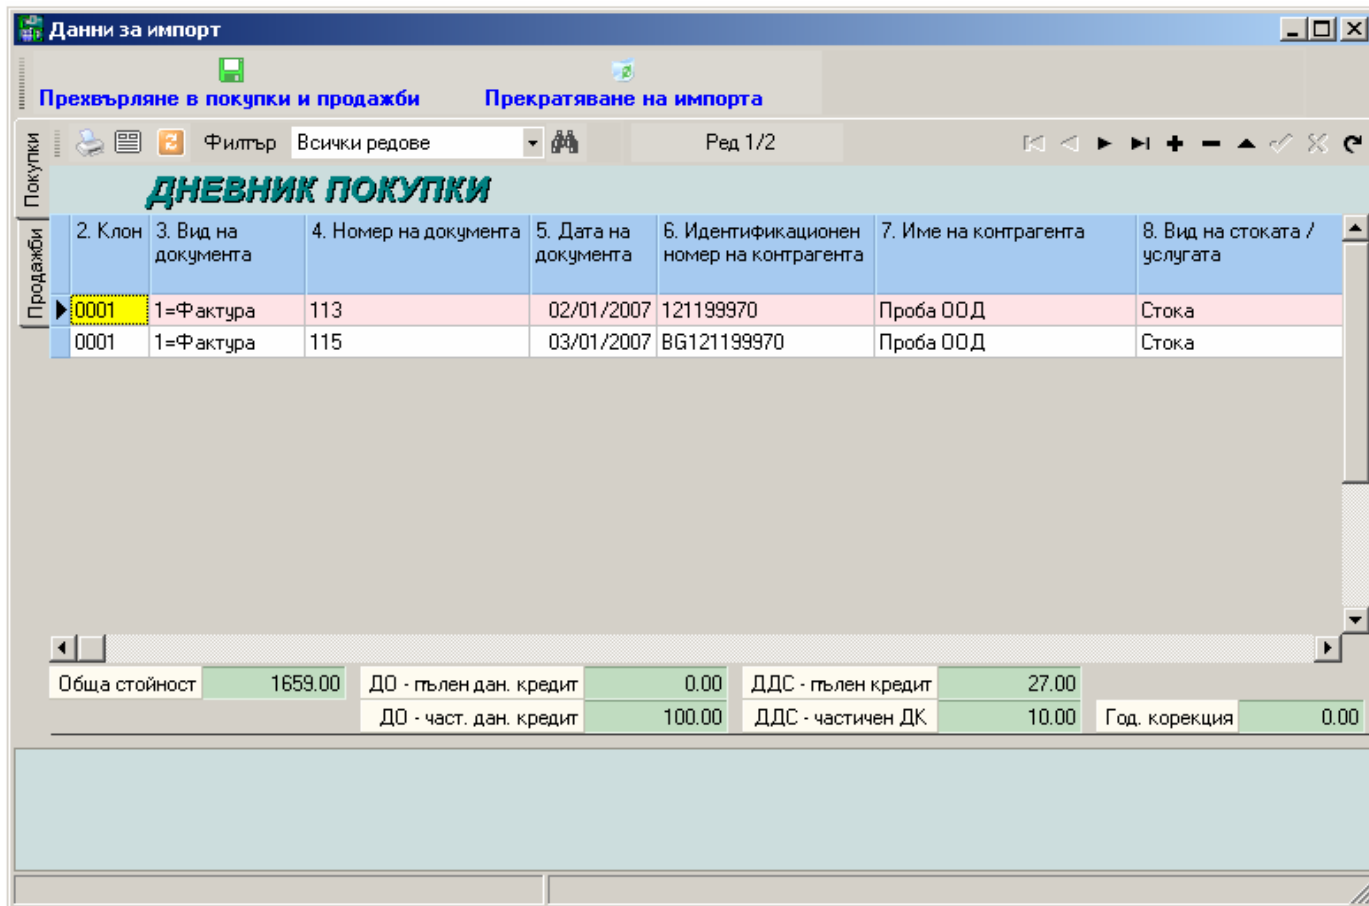 Данни за импорт
Прехвърляне в покупки и продажби Прекратяване на импорта
Покупки
Продажби
Филтър Всички редове Ред 1/2
ДНЕВНИК ПОКУПКИ
2. Клон 3. Вид на документа 4. Номер на документа 5. Дата на документа 6. Идентификационен номер на контрагента 7. Име на контрагента 8. Вид на стоката / услугата
0001 1=Фактура 113 02/01/2007 121199970 Проба ООД Стока
0001 1=Фактура 115 03/01/2007 BG121199970 Проба ООД Стока
Обща стойност 1659.00 ДО - пълен дан. кредит 0.00 ДДС - пълен кредит 27.00
ДО - част. дан. кредит 100.00 ДДС - частичен ДК 10.00 Год. корекция 0.00